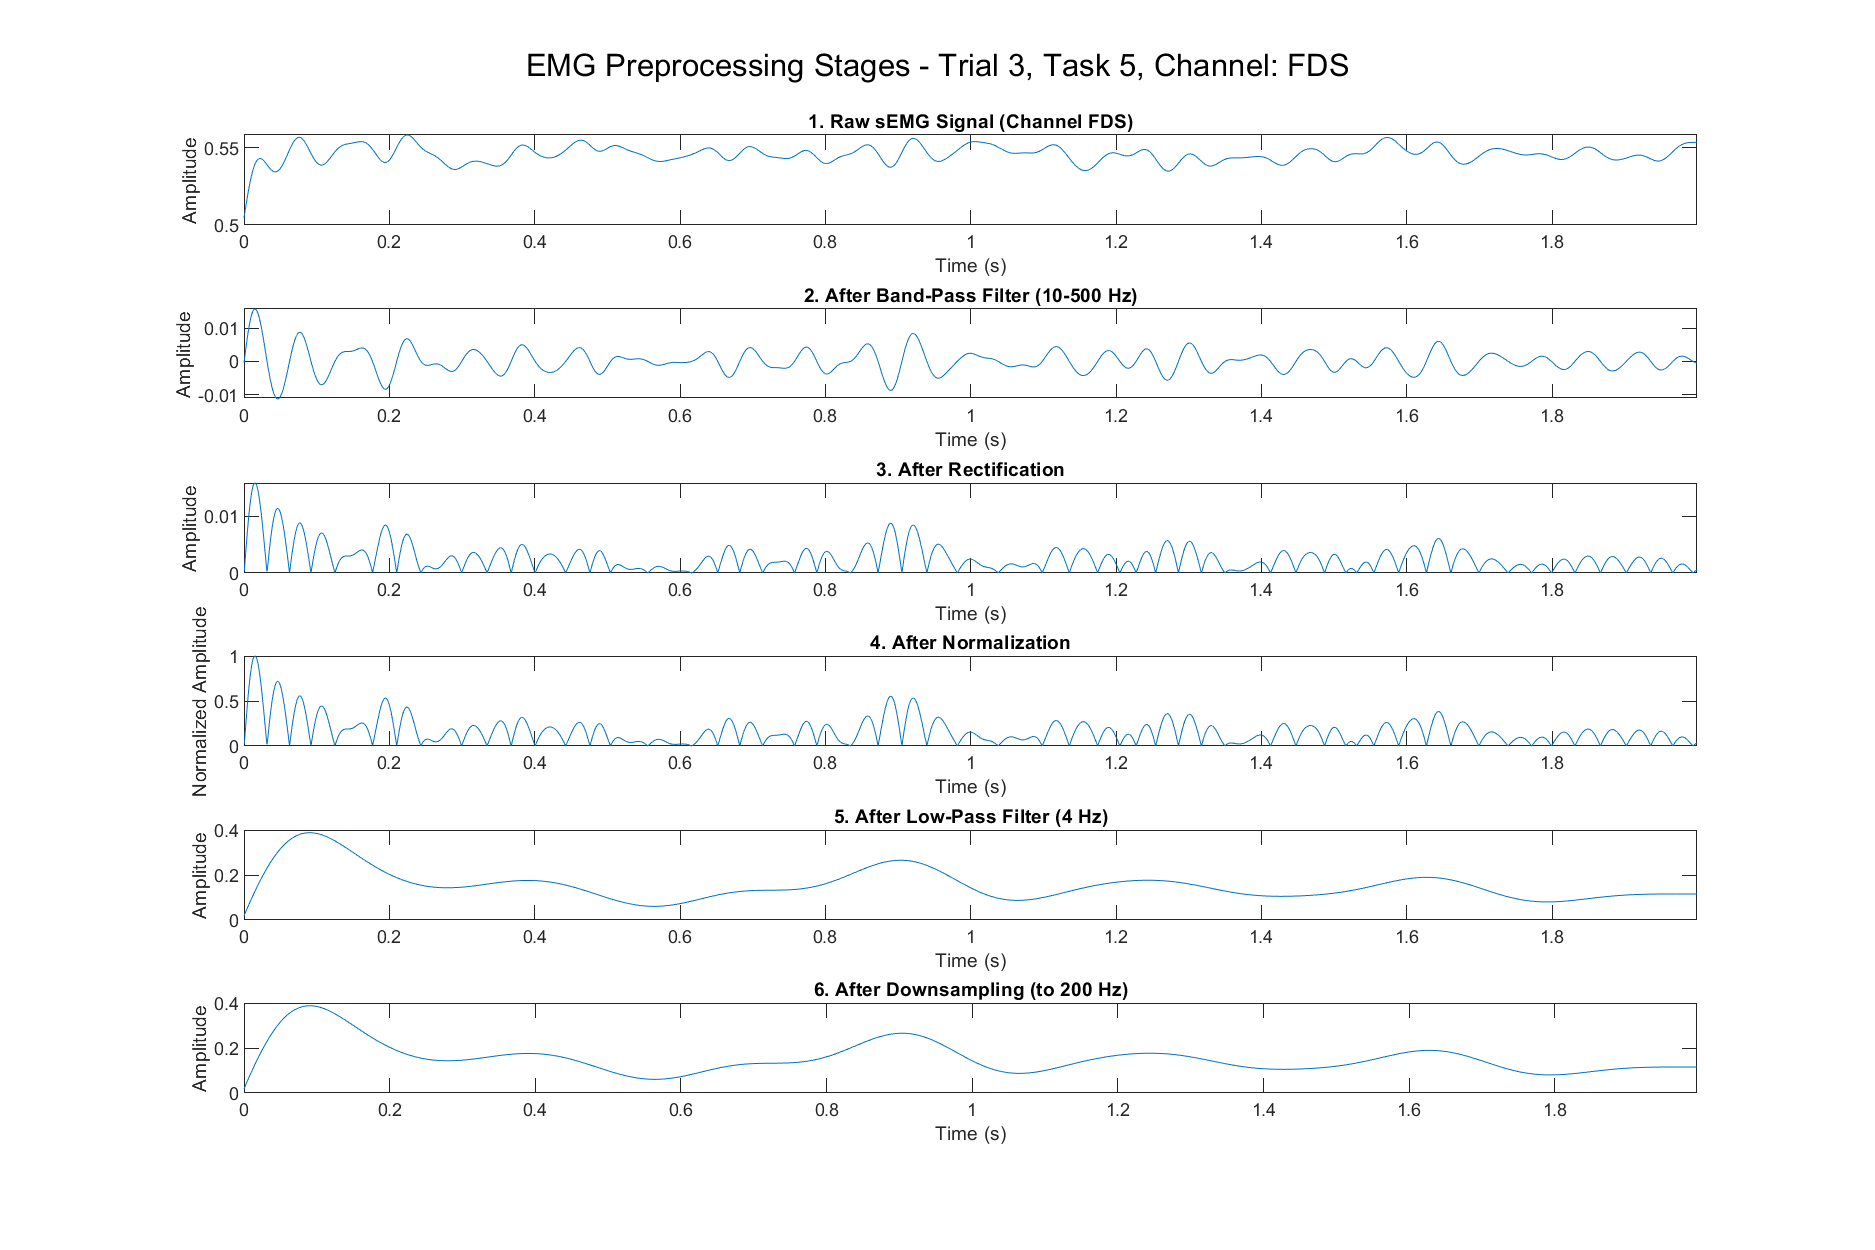 EMG Preprocessing Stages - Trial 3, Task 5, Channel: FDS
1. Raw sEMG Signal (Channel FDS)
Amplitude
0.55
0.5
0 0.2 0.4 0.6 0.8 1 1.2 1.4 1.6 1.8
Time (s)
2. After Band-Pass Filter (10-500 Hz)
Amplitude
0.01
0
-0.01
0 0.2 0.4 0.6 0.8 1 1.2 1.4 1.6 1.8
Time (s)
3. After Rectification
Amplitude
0.01
0
0 0.2 0.4 0.6 0.8 1 1.2 1.4 1.6 1.8
Time (s)
4. After Normalization
Normalized Amplitude
1
0.5
0
0 0.2 0.4 0.6 0.8 1 1.2 1.4 1.6 1.8
Time (s)
5. After Low-Pass Filter (4 Hz)
Amplitude
0.4
0.2
0
0 0.2 0.4 0.6 0.8 1 1.2 1.4 1.6 1.8
Time (s)
6. After Downsampling (to 200 Hz)
Amplitude
0.4
0.2
0
0 0.2 0.4 0.6 0.8 1 1.2 1.4 1.6 1.8
Time (s)